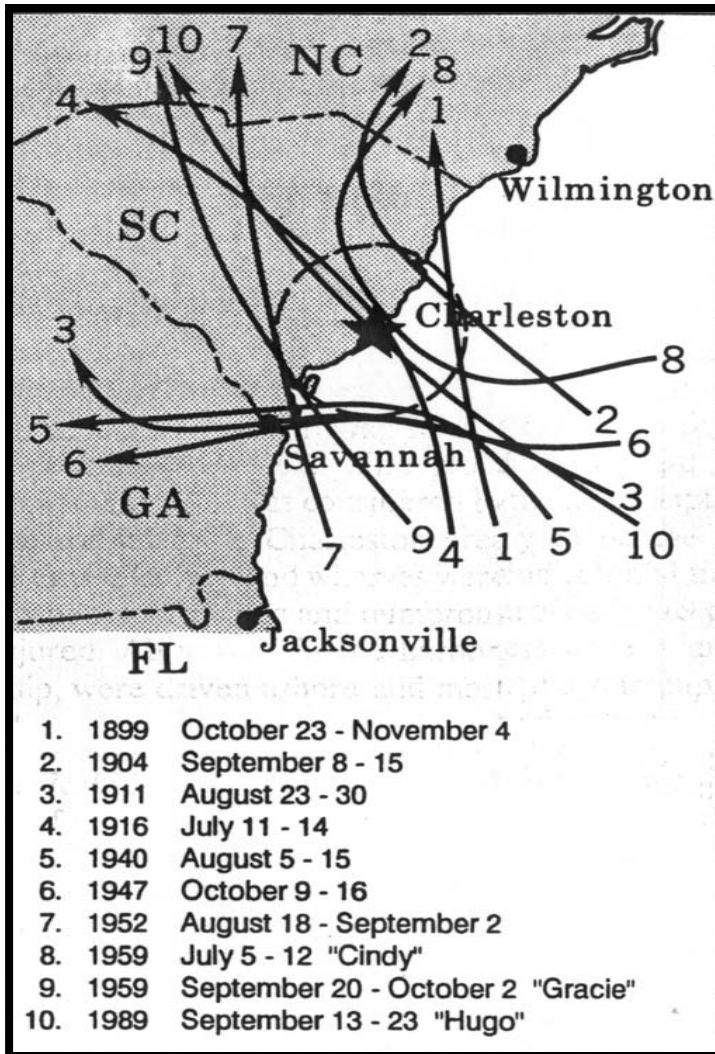 10 7 2
9 NC 8
4 1
Wilmington
SC
Charleston
3
8
2
5 6
Savannah
6
GA 3
7 9 4 1 5 10
Jacksonville
FL
1. 1899 October 23 - November 4
2. 1904 September 8 - 15
3. 1911 August 23 - 30
4. 1916 July 11 - 14
5. 1940 August 5 - 15
6. 1947 October 9 - 16
7. 1952 August 18 - September 2
8. 1959 July 5 - 12 "Cindy"
9. 1959 September 20 - October 2 "Gracie"
10. 1989 September 13 - 23 "Hugo"